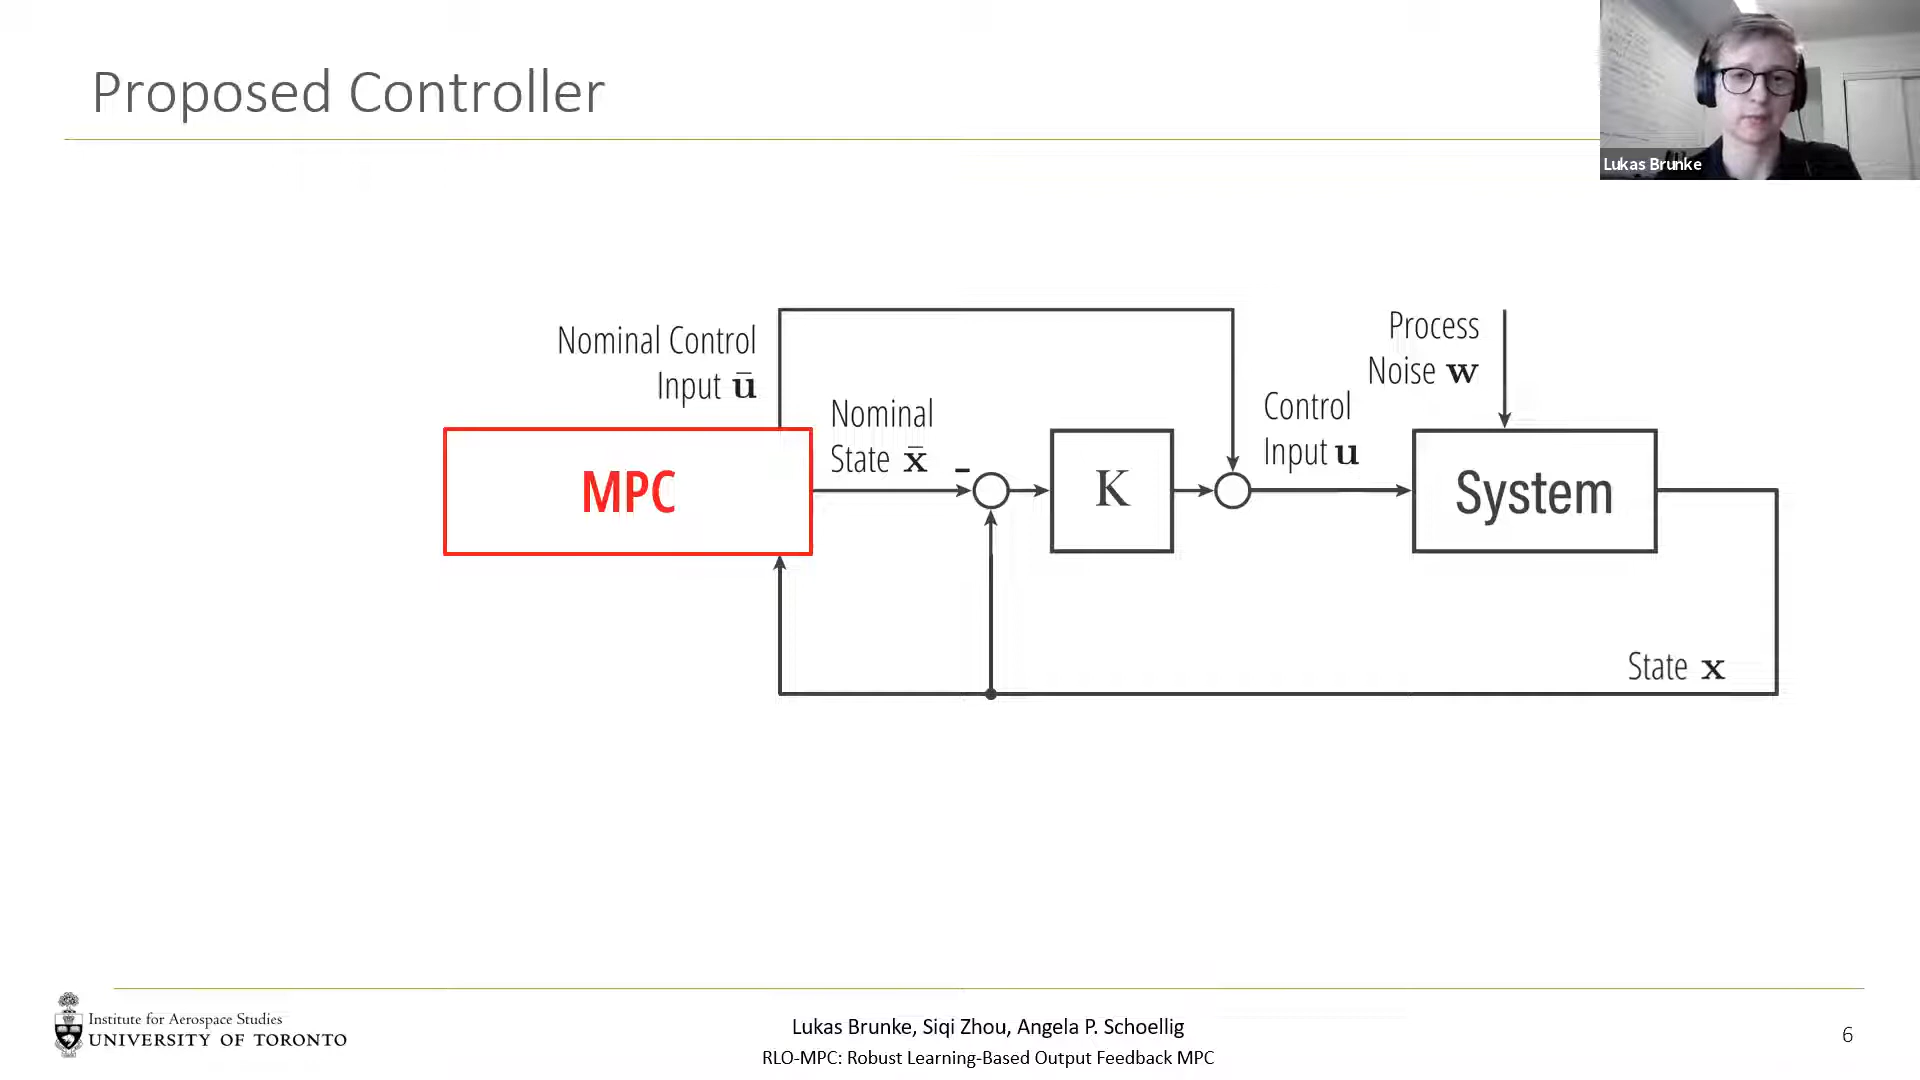 Proposed Controller
Lukas Brunke
Nominal Control
Input ū
Nominal
State x̄
-
MPC
K
Control
Input u
Process
Noise w
System
State x
Institute for Aerospace Studies
UNIVERSITY OF TORONTO
Lukas Brunke, Siqi Zhou, Angela P. Schoellig
RLO-MPC: Robust Learning-Based Output Feedback MPC
6